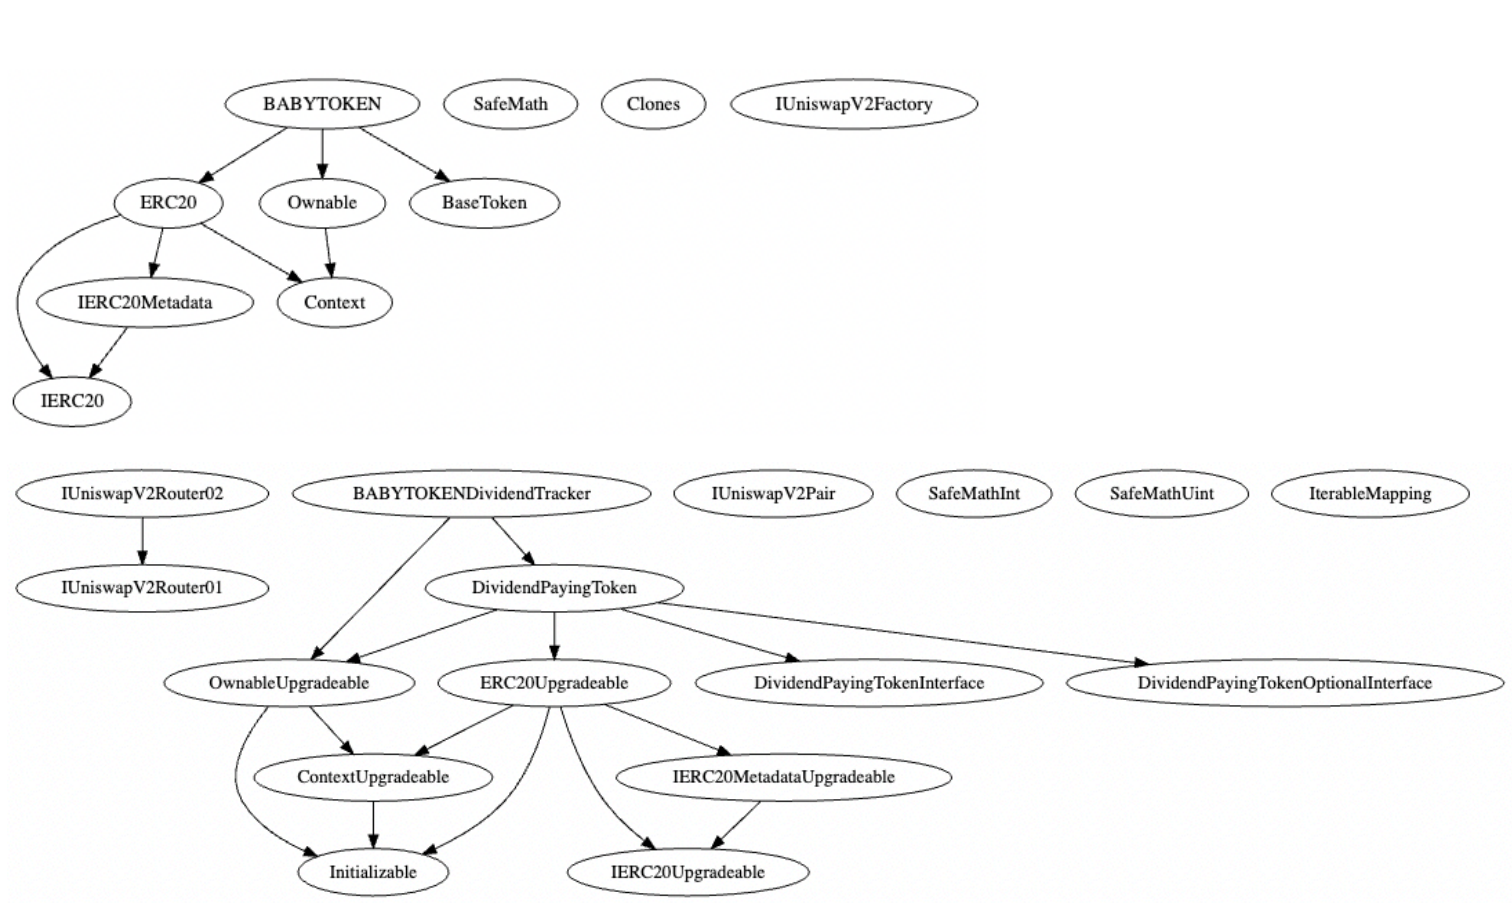 BABYTOKEN SafeMath Clones IUniswapV2Factory
ERC20 Ownable BaseToken
IERC20Metadata Context
IERC20
IUniswapV2Router02 BABYTOKENDividendTracker IUniswapV2Pair SafeMathInt SafeMathUint IterableMapping
IUniswapV2Router01 DividendPayingToken
OwnableUpgradeable ERC20Upgradeable DividendPayingTokenInterface DividendPayingTokenOptionalInterface
ContextUpgradeable IERC20MetadataUpgradeable
Initializable IERC20Upgradeable